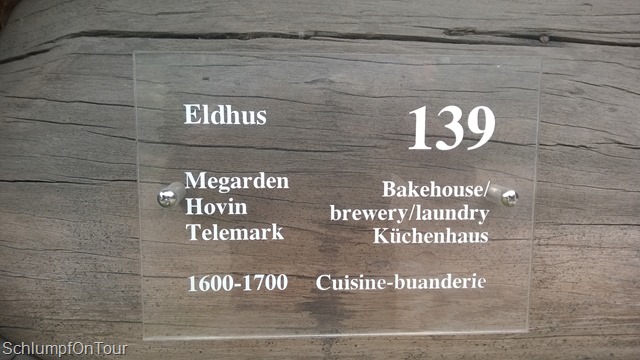 Eldhus
139
Megarden
Hovin
Telemark
Bakehouse/
brewery/laundry
Küchenhaus
1600-1700
Cuisine-buanderie
SchlumpfOnTour